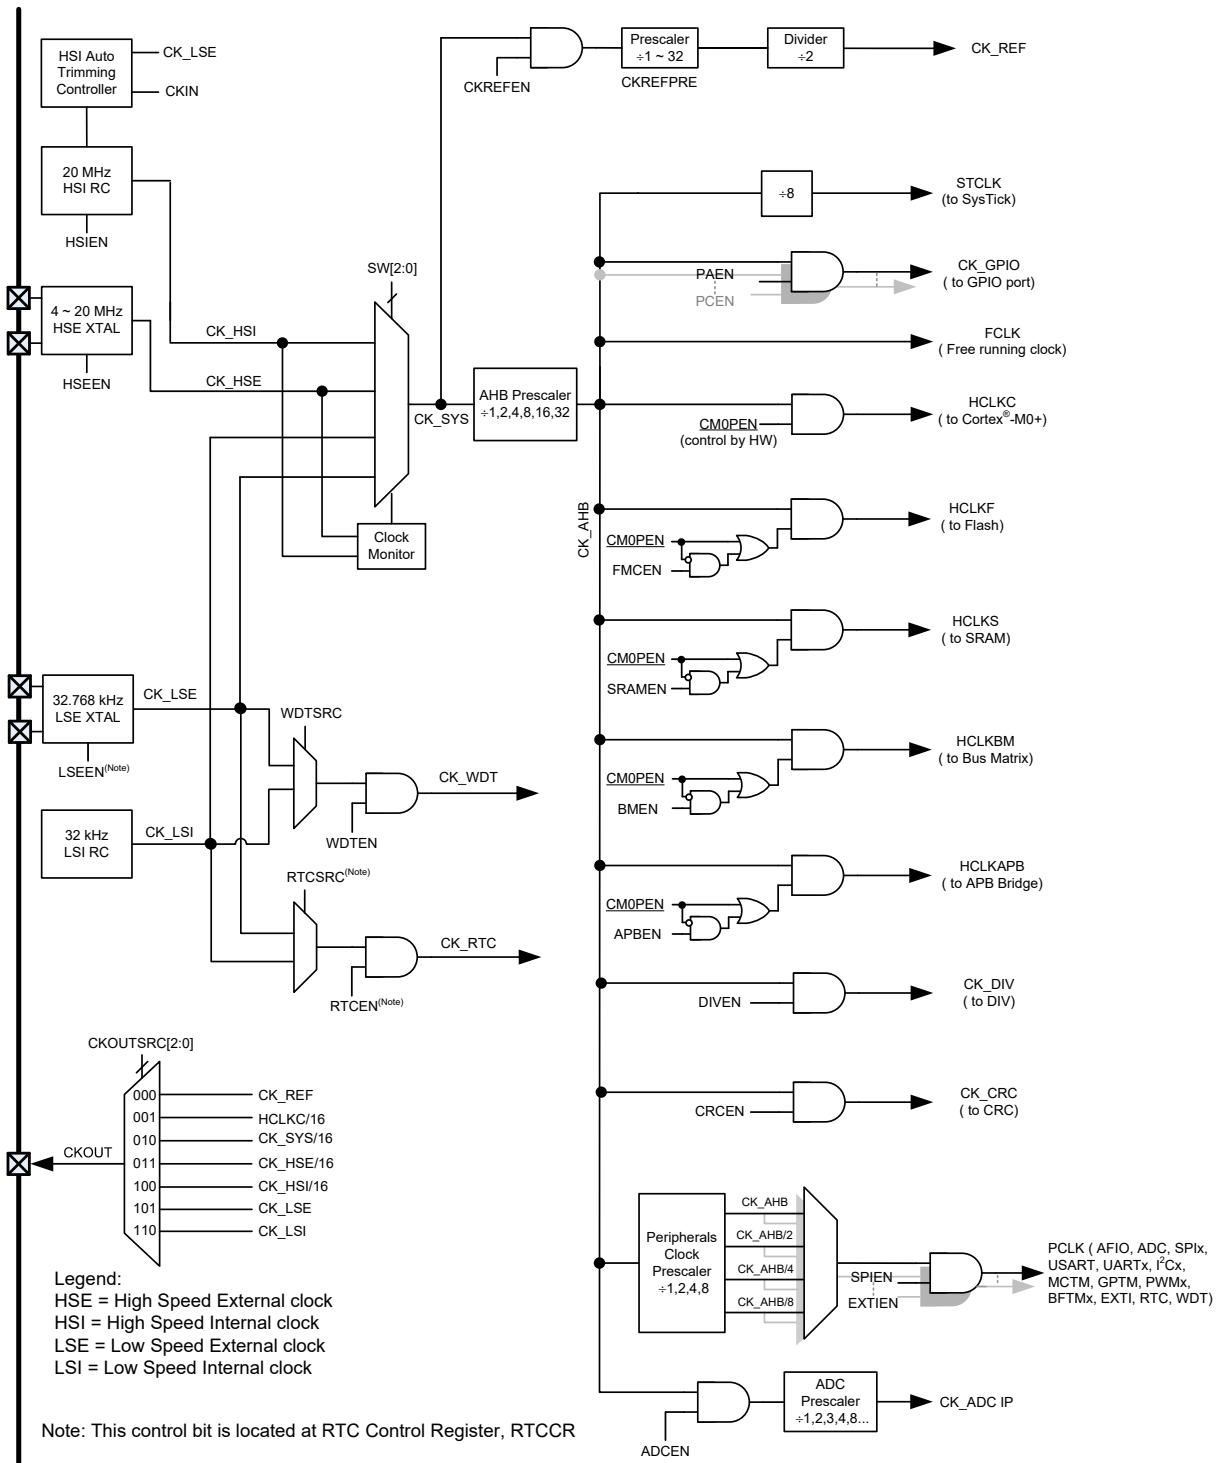 HSI Auto
Trimming
Controller
CK_LSE
CKIN
20 MHz
HSI RC
HSIEN
4 ~ 20 MHz
HSE XTAL
HSEEN
CK_HSI
CK_HSE
SW[2:0]
CK_SYS
Clock
Monitor
CKREFEN
Prescaler
÷1 ~ 32
CKREFPRE
Divider
÷2
CK_REF
AHB Prescaler
÷1,2,4,8,16,32
CK_AHB
÷8
STCLK
(to SysTick)
PAEN
PCEN
CK_GPIO
( to GPIO port)
FCLK
( Free running clock)
CM0PEN
(control by HW)
HCLKC
( to Cortex®-M0+)
CM0PEN
FMCEN
HCLKF
( to Flash)
CM0PEN
SRAMEN
HCLKS
( to SRAM)
CM0PEN
BMEN
HCLKBM
( to Bus Matrix)
CM0PEN
APBEN
HCLKAPB
( to APB Bridge)
DIVEN
CK_DIV
( to DIV)
CRCEN
CK_CRC
( to CRC)
Peripherals
Clock
Prescaler
÷1,2,4,8
CK_AHB
CK_AHB/2
CK_AHB/4
CK_AHB/8
SPIEN
EXTIEN
PCLK ( AFIO, ADC, SPIx,
USART, UARTx, I²Cx,
MCTM, GPTM, PWMx,
BFTMx, EXTI, RTC, WDT)
ADCEN
ADC
Prescaler
÷1,2,3,4,8...
CK_ADC IP
32.768 kHz
LSE XTAL
LSEEN(Note)
CK_LSE
32 kHz
LSI RC
CK_LSI
WDTSRC
WDTEN
CK_WDT
RTCSRC(Note)
RTCEN(Note)
CK_RTC
CKOUTSRC[2:0]
CKOUT
000 CK_REF
001 HCLKC/16
010 CK_SYS/16
011 CK_HSE/16
100 CK_HSI/16
101 CK_LSE
110 CK_LSI
Legend:
HSE = High Speed External clock
HSI = High Speed Internal clock
LSE = Low Speed External clock
LSI = Low Speed Internal clock
Note: This control bit is located at RTC Control Register, RTCCR